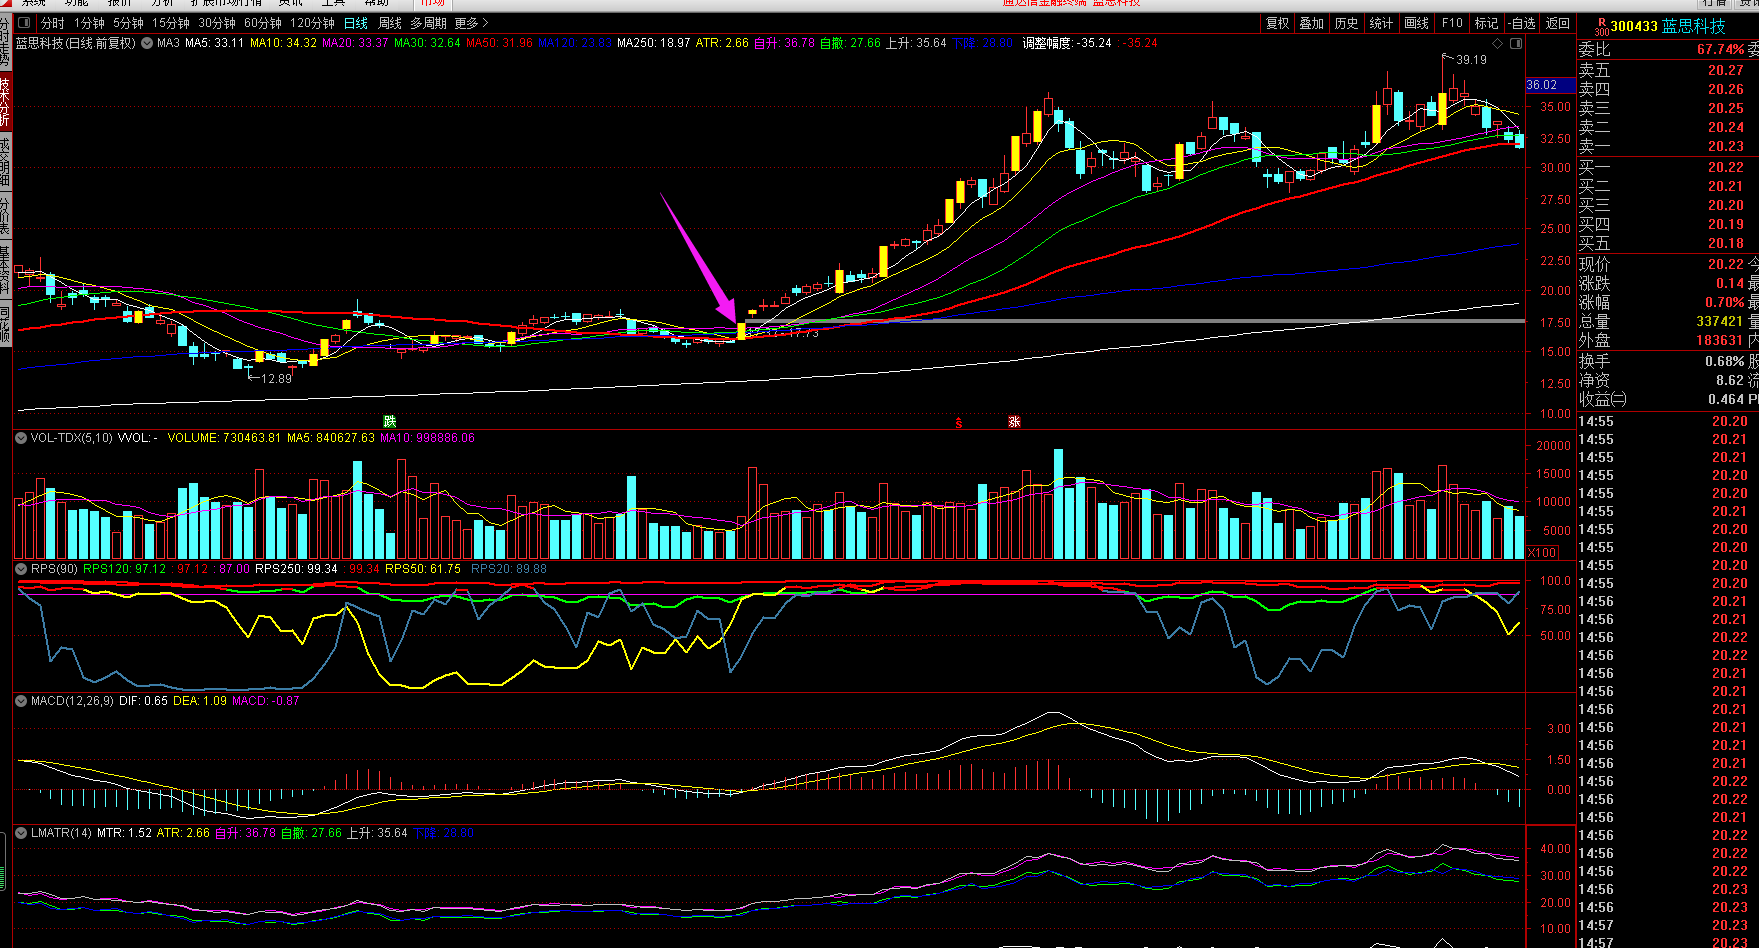 系统 功能 报价 分析 扩展市场行情 资讯 工具 帮助 市场 通达信金融终端 蓝思科技 行情 资讯
分时 1分钟 5分钟 15分钟 30分钟 60分钟 120分钟 日线 周线 多周期 更多 >
复权 叠加 历史 统计 画线 F10 标记 -自选 返回
R 300 300433 蓝思科技
蓝思科技(日线.前复权) MA3 MA5: 33.11 MA10: 34.32 MA20: 33.37 MA30: 32.64 MA50: 31.96 MA120: 23.83 MA250: 18.97 ATR: 2.66 自升: 36.78 自撤: 27.66 上升: 35.64 下降: 28.80 调整幅度: -35.24 : -35.24
分时走势
技术分析
成交明细
分价表
基本资料
同花顺
39.19
12.89
17.73
跌
ŝ
涨
36.02
35.00
32.50
30.00
27.50
25.00
22.50
20.00
17.50
15.00
12.50
10.00
VOL-TDX(5,10) VVOL: - VOLUME: 730463.81 MA5: 840627.63 MA10: 998886.06
20000
15000
10000
5000
X100
RPS(90) RPS120: 97.12 : 97.12 : 87.00 RPS250: 99.34 : 99.34 RPS50: 61.75 RPS20: 89.88
100.0
75.00
50.00
MACD(12,26,9) DIF: 0.65 DEA: 1.09 MACD: -0.87
3.00
1.50
0.00
LMATR(14) MTR: 1.52 ATR: 2.66 自升: 36.78 自撤: 27.66 上升: 35.64 下降: 28.80
40.00
30.00
20.00
10.00
委比 67.74% 委
卖五 20.27
卖四 20.26
卖三 20.25
卖二 20.24
卖一 20.23
买一 20.22
买二 20.21
买三 20.20
买四 20.19
买五 20.18
现价 20.22 今
涨跌 0.14 最
涨幅 0.70% 最
总量 337421 量
外盘 183631 内
换手 0.68% 股
净资 8.62 流
收益㈡ 0.464 P
14:55 20.20
14:55 20.21
14:55 20.21
14:55 20.20
14:55 20.20
14:55 20.21
14:55 20.20
14:55 20.20
14:55 20.20
14:55 20.20
14:56 20.21
14:56 20.21
14:56 20.22
14:56 20.22
14:56 20.21
14:56 20.21
14:56 20.21
14:56 20.21
14:56 20.21
14:56 20.21
14:56 20.22
14:56 20.22
14:56 20.21
14:56 20.22
14:56 20.22
14:56 20.22
14:56 20.23
14:56 20.23
14:57 20.23
14:57 20.23